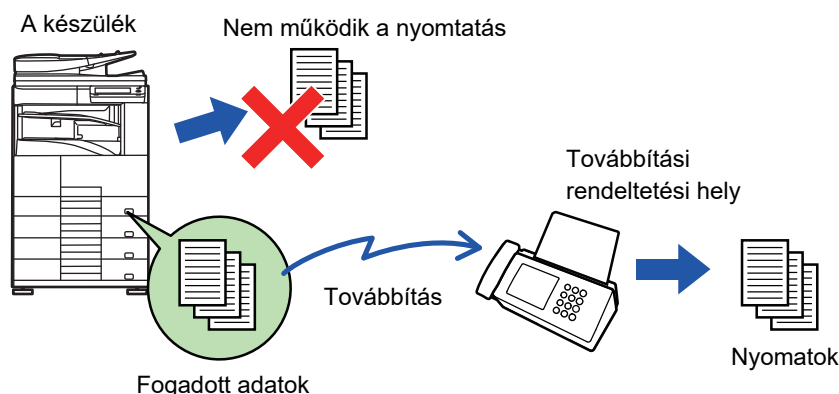 A készülék
Nem működik a nyomtatás
Továbbítási
rendeltetési hely
Továbbítás
Nyomatok
Fogadott adatok